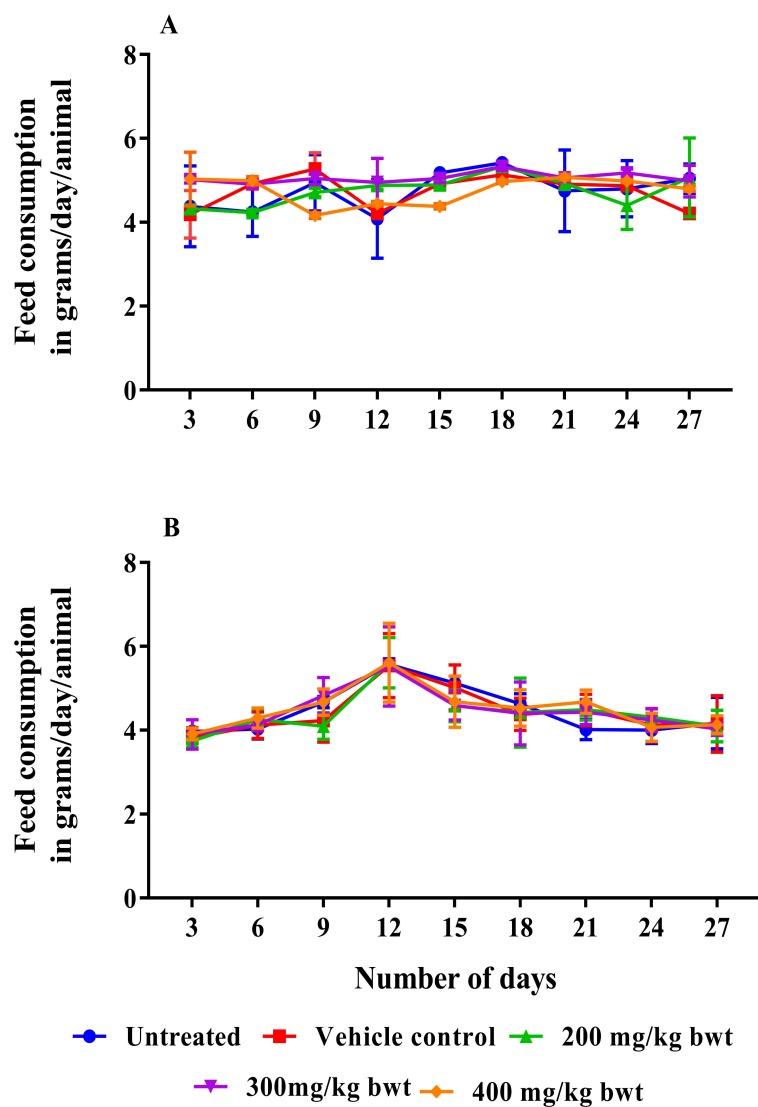 A
8
6
4
2
0
Feed consumption
in grams/day/animal
3 6 9 12 15 18 21 24 27
B
8
6
4
2
0
Feed consumption
in grams/day/animal
3 6 9 12 15 18 21 24 27
Number of days
Untreated Vehicle control 200 mg/kg bwt
300mg/kg bwt 400 mg/kg bwt